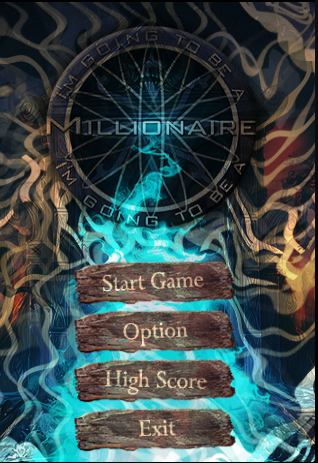 I'M GOING TO BE A
MILLIONAIRE
I'M GOING TO BE A
Start Game
Option
High Score
Exit